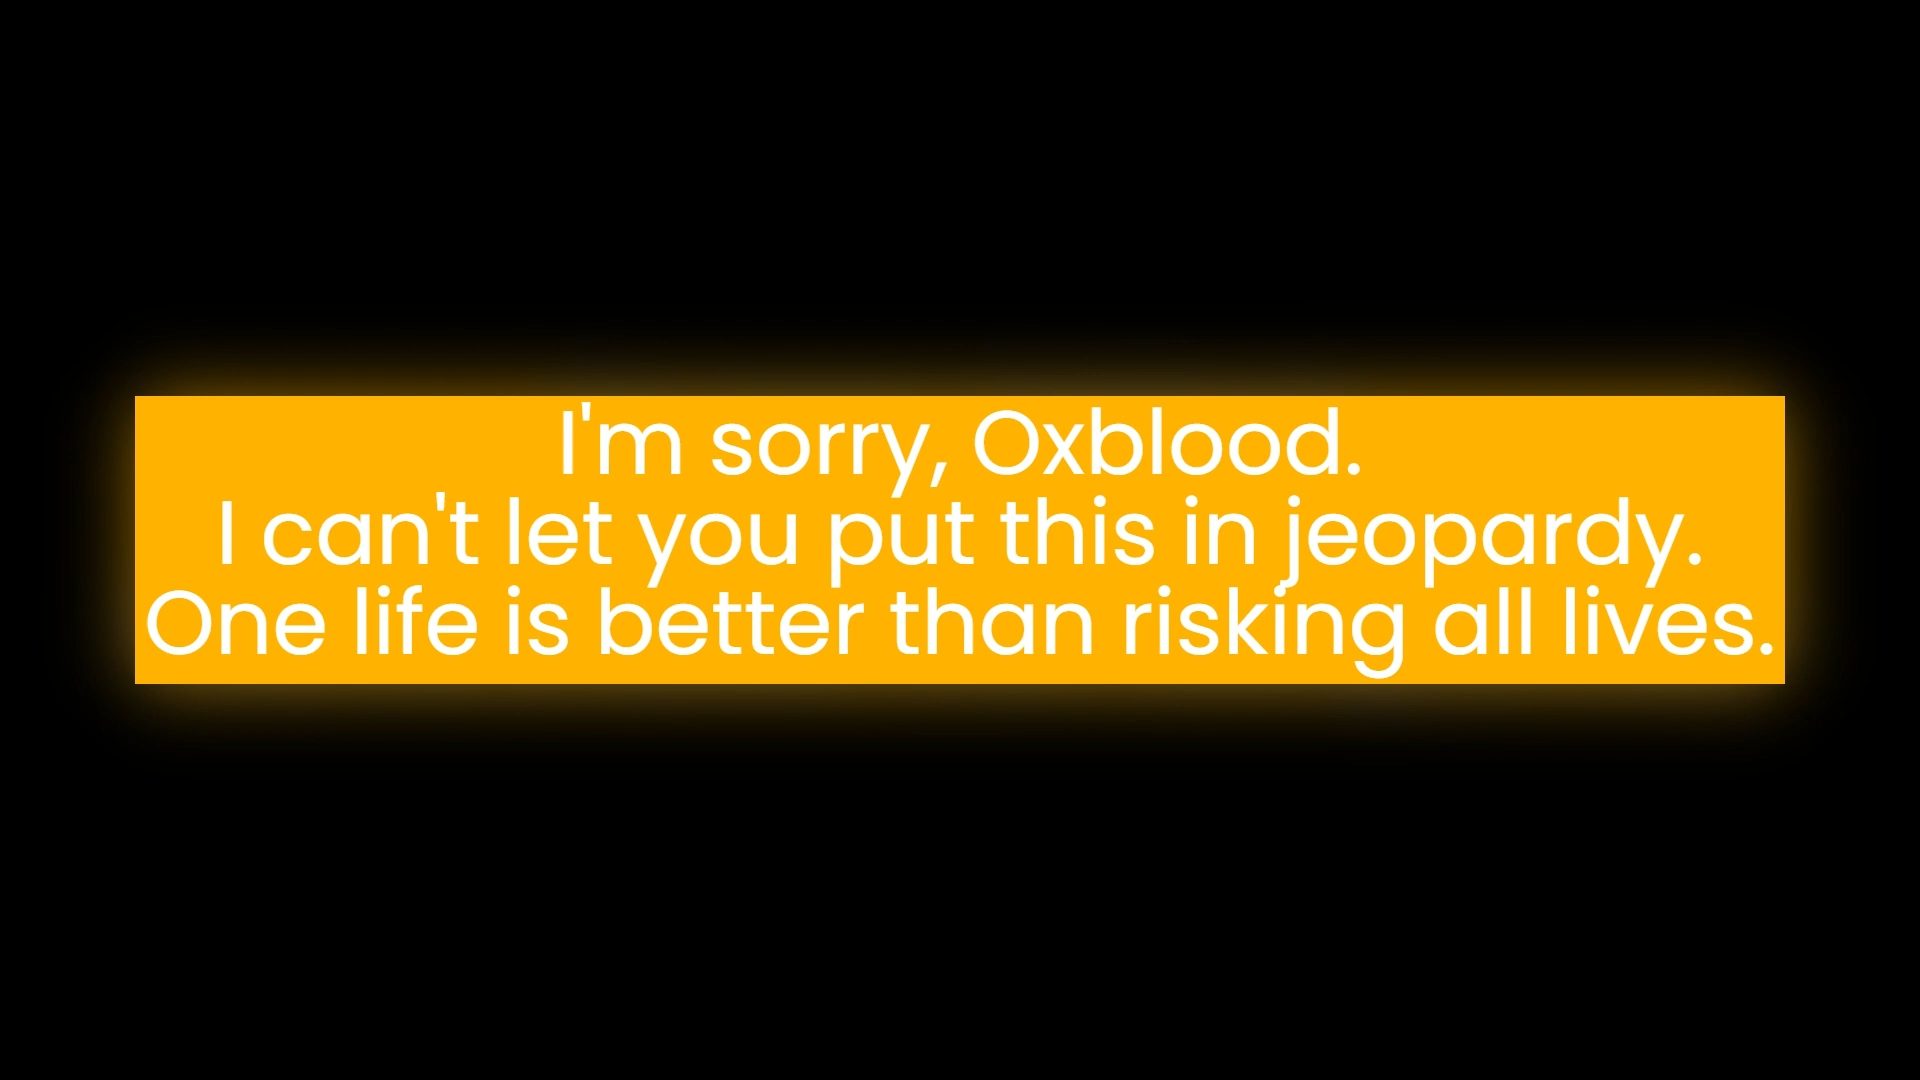 I'm sorry, Oxblood.
I can't let you put this in jeopardy.
One life is better than risking all lives.